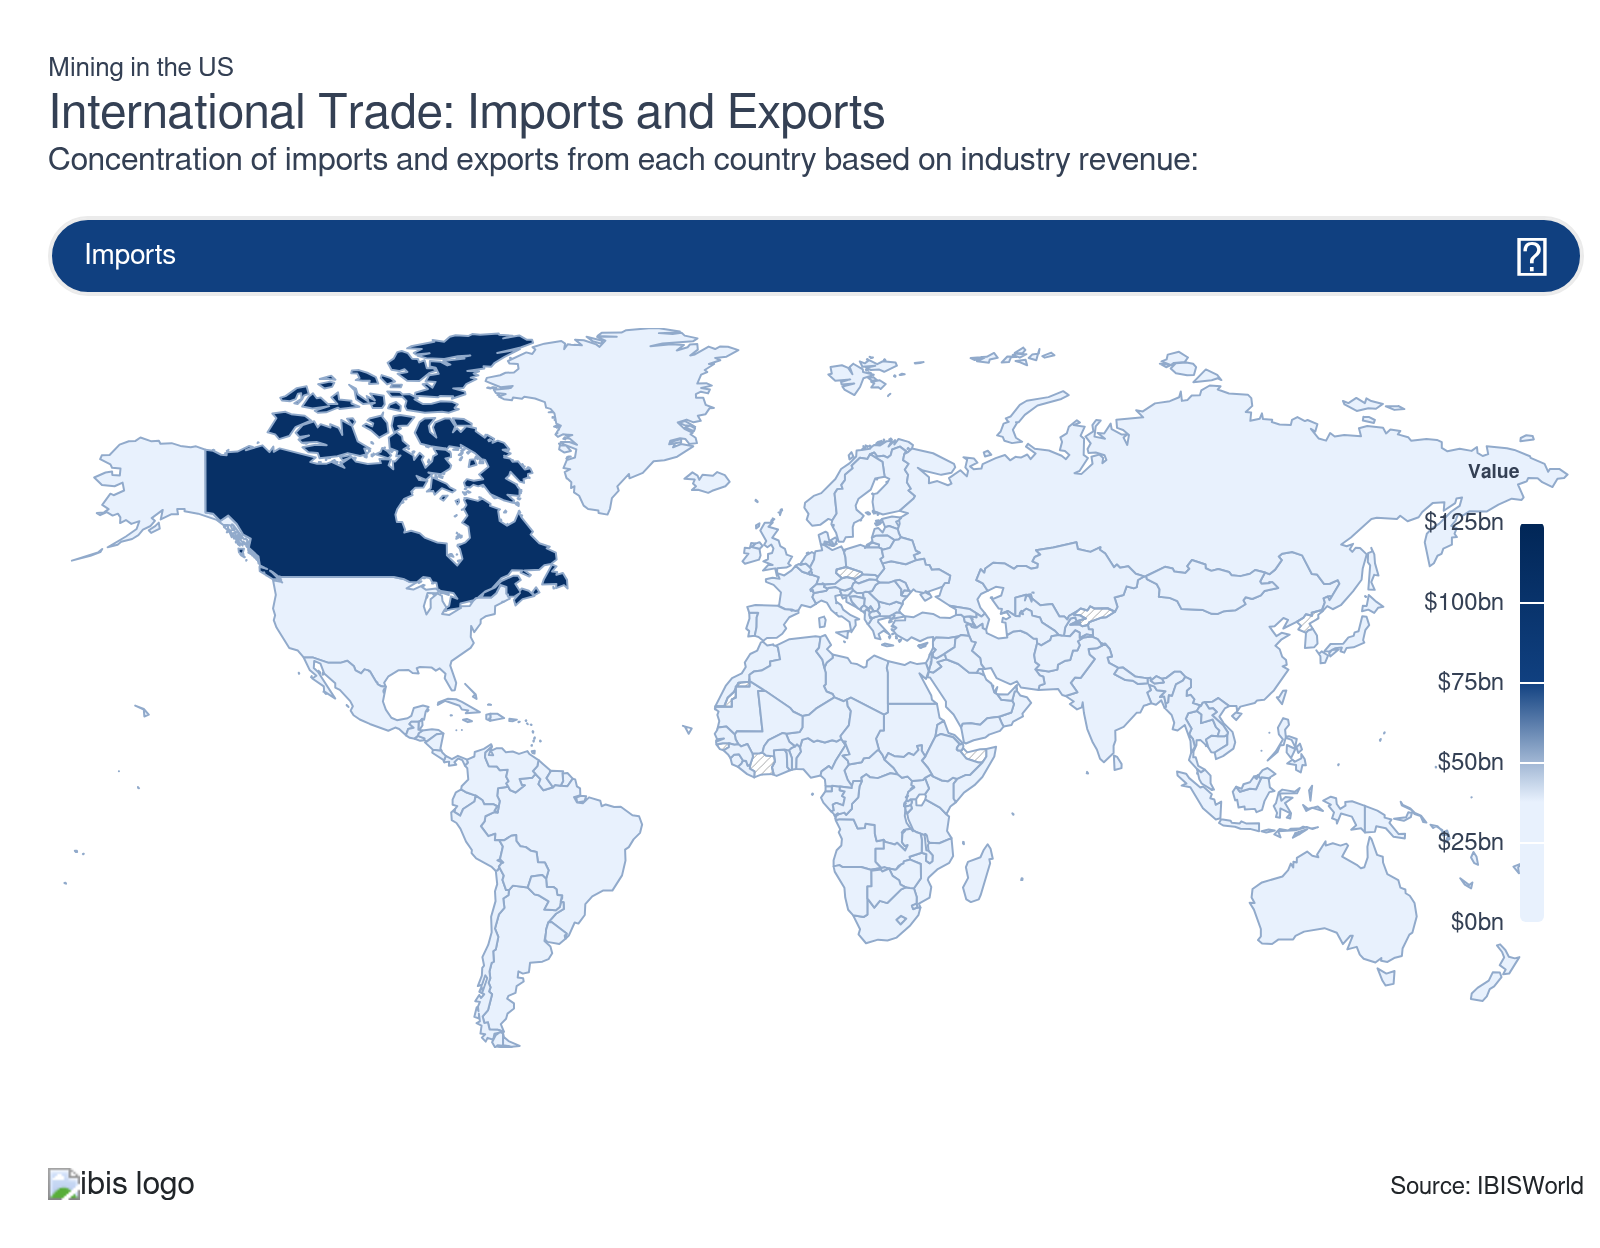 Mining in the US
International Trade: Imports and Exports
Concentration of imports and exports from each country based on industry revenue:
Imports
Value
$125bn
$100bn
$75bn
$50bn
$25bn
$0bn
ibis logo
Source: IBISWorld